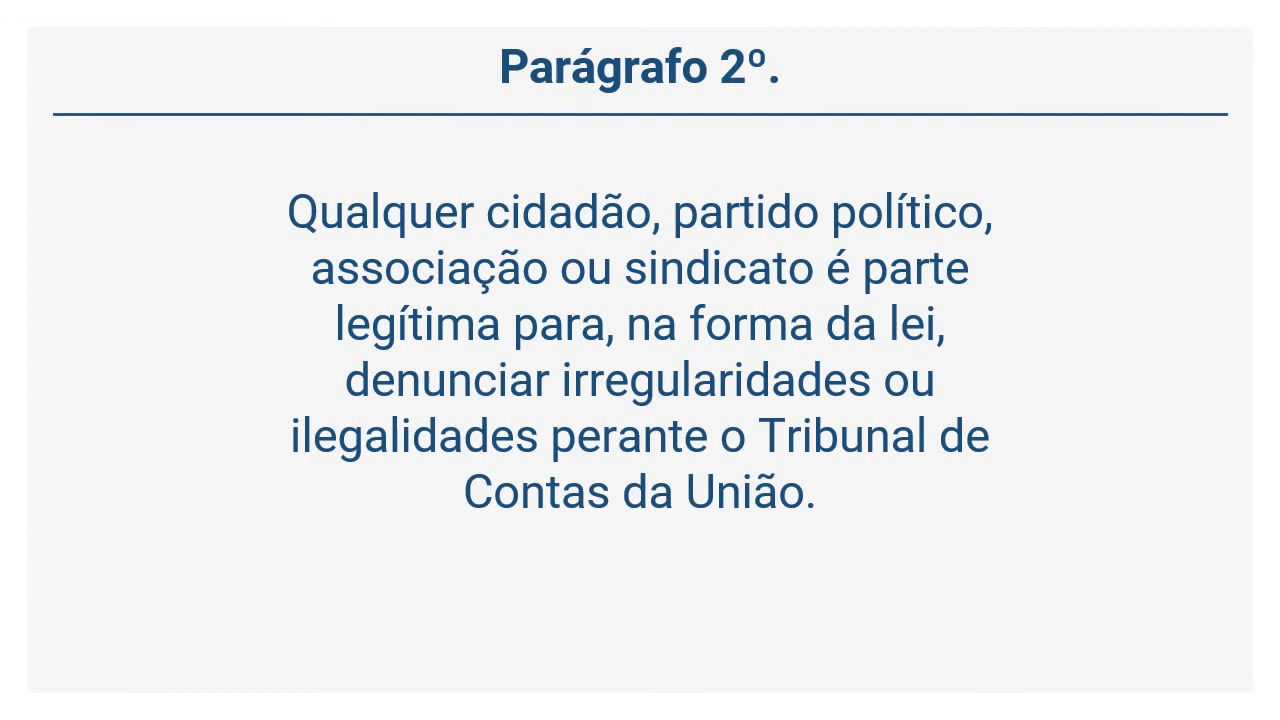 Parágrafo 2º.
Qualquer cidadão, partido político,
associação ou sindicato é parte
legítima para, na forma da lei,
denunciar irregularidades ou
ilegalidades perante o Tribunal de
Contas da União.